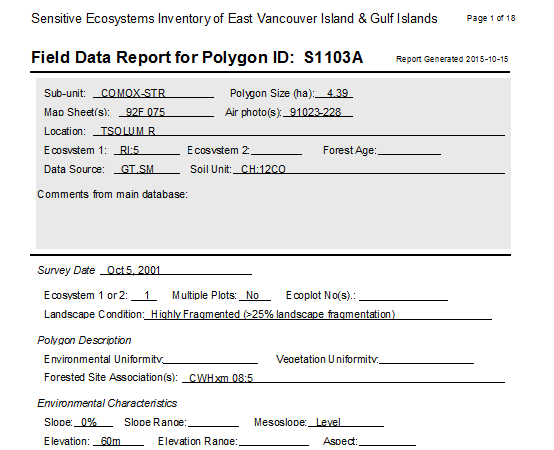 Sensitive Ecosystems Inventory of East Vancouver Island & Gulf Islands Page 1 of 18
Field Data Report for Polygon ID: S1103A Report Generated 2015-10-15
Sub-unit: COMOX-STR Polygon Size (ha): 4.39
Map Sheet(s): 92F 075 Air photo(s): 91023-228
Location: TSOLUM R
Ecosystem 1: RI:5 Ecosystem 2: Forest Age:
Data Source: GT.SM Soil Unit: CH:12CO
Comments from main database:
Survey Date Oct 5, 2001
Ecosystem 1 or 2: 1 Multiple Plots: No Ecoplot No(s).:
Landscape Condition: Highly Fragmented (>25% landscape fragmentation)
Polygon Description
Environmental Uniformity: Vegetation Uniformity:
Forested Site Association(s): CWHxm 08:5
Environmental Characteristics
Slope: 0% Slope Range: Mesoslope: Level
Elevation: 60m Elevation Range: Aspect: